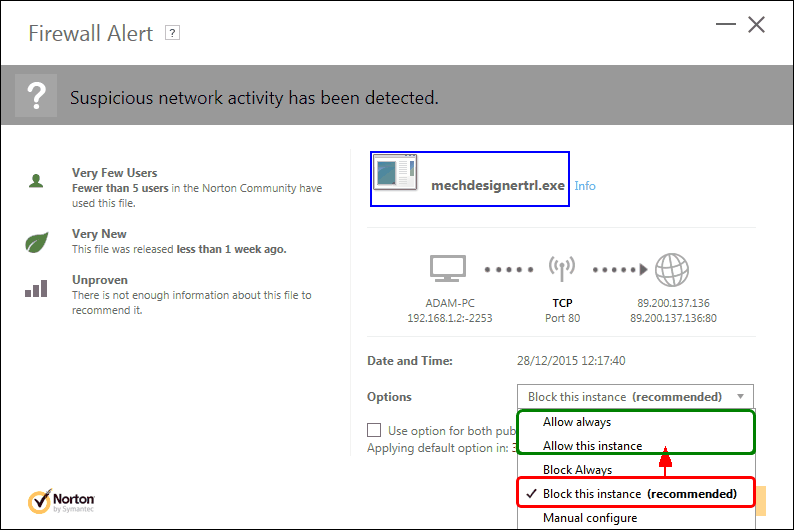 Firewall Alert ?
? Suspicious network activity has been detected.
Very Few Users
Fewer than 5 users in the Norton Community have
used this file.
Very New
This file was released less than 1 week ago.
Unproven
There is not enough information about this file to
recommend it.
mechdesignertrl.exe Info
ADAM-PC
192.168.1.2:-2253
TCP
Port 80
89.200.137.136
89.200.137.136:80
Date and Time: 28/12/2015 12:17:40
Options Block this instance (recommended)
Use option for both pub
Applying default option in:
Allow always
Allow this instance
Block Always
Block this instance (recommended)
Manual configure
Norton
by Symantec